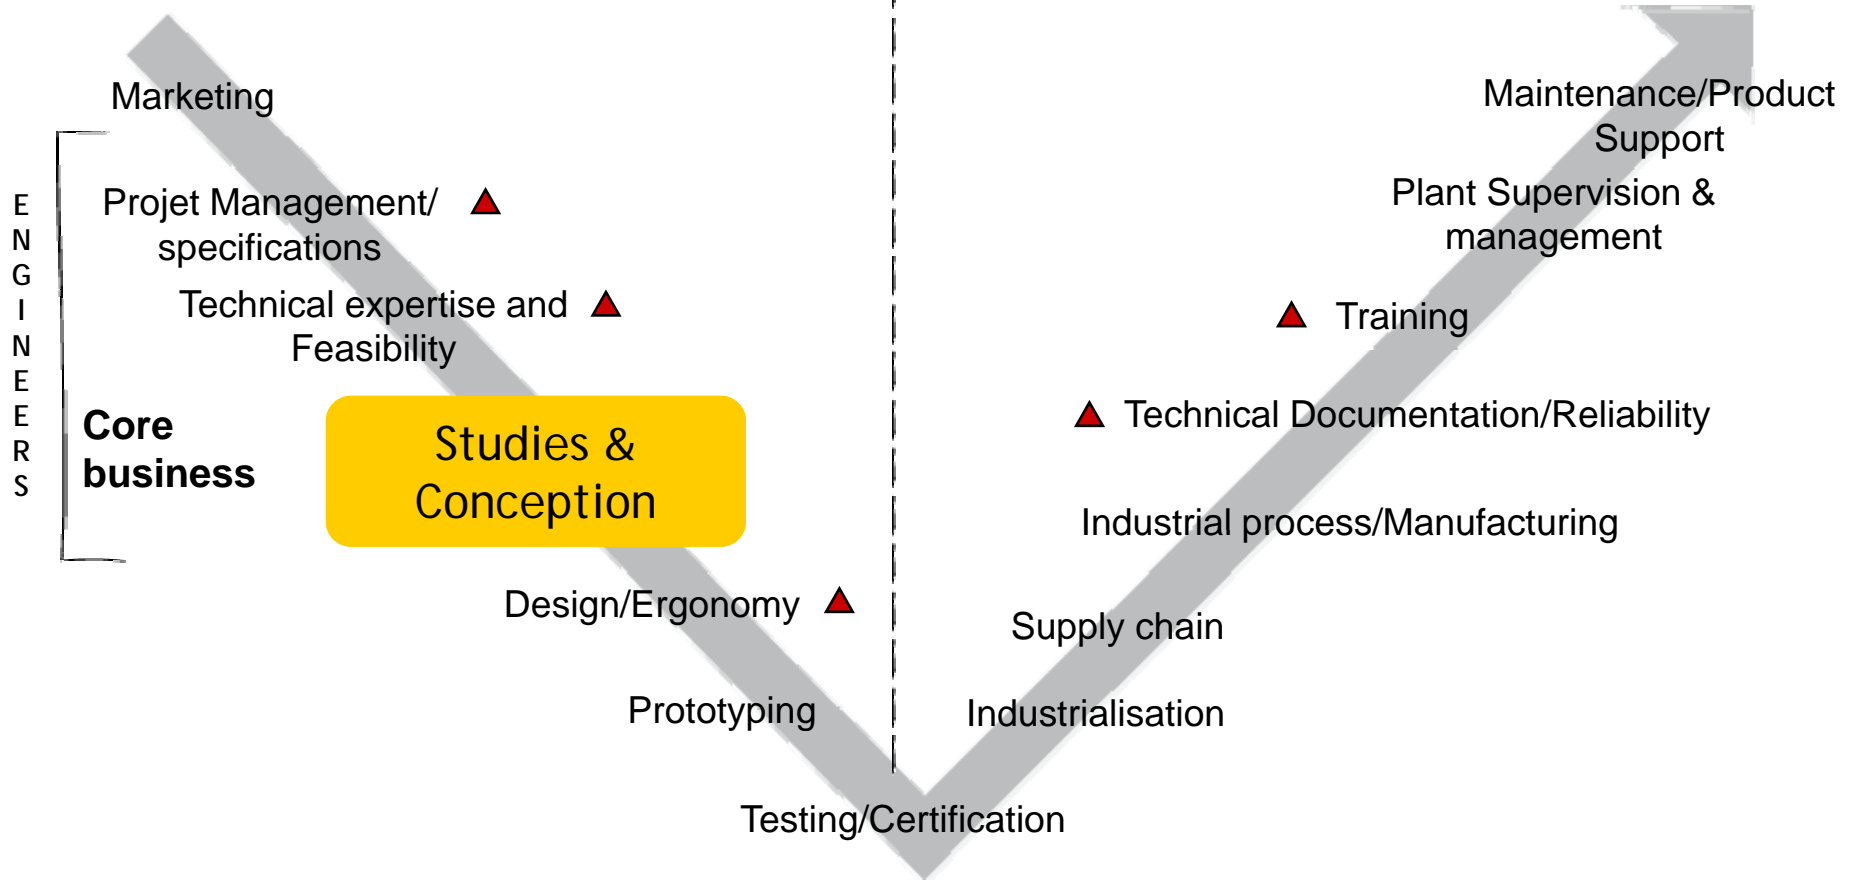 Marketing
ENGINEERS
Projet Management/
specifications
Technical expertise and
Feasibility
Core
business
Studies &
Conception
Design/Ergonomy
Prototyping
Testing/Certification
Maintenance/Product
Support
Plant Supervision &
management
Training
Technical Documentation/Reliability
Industrial process/Manufacturing
Supply chain
Industrialisation